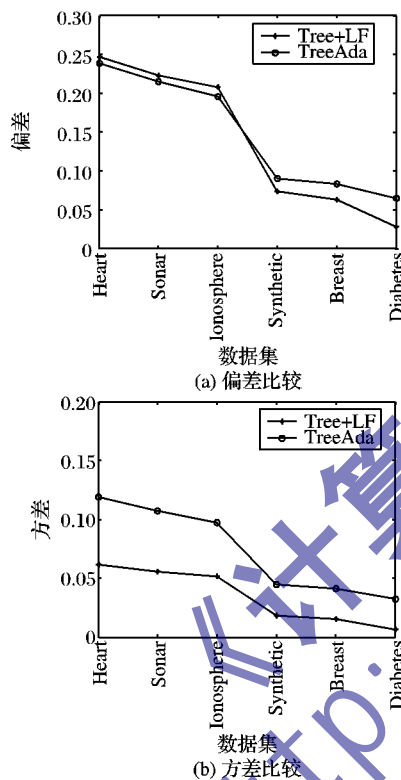 0.30
0.25
0.20
0.15
0.10
0.05
0
偏差
Tree+LF
TreeAda
Heart
Sonar
Ionosphere
Synthetic
Breast
Diabetes
数据集
(a) 偏差比较
0.20
0.15
0.10
0.05
0
方差
Tree+LF
TreeAda
Heart
Sonar
Ionosphere
Synthetic
Breast
Diabetes
数据集
(b) 方差比较
《计算
tp: